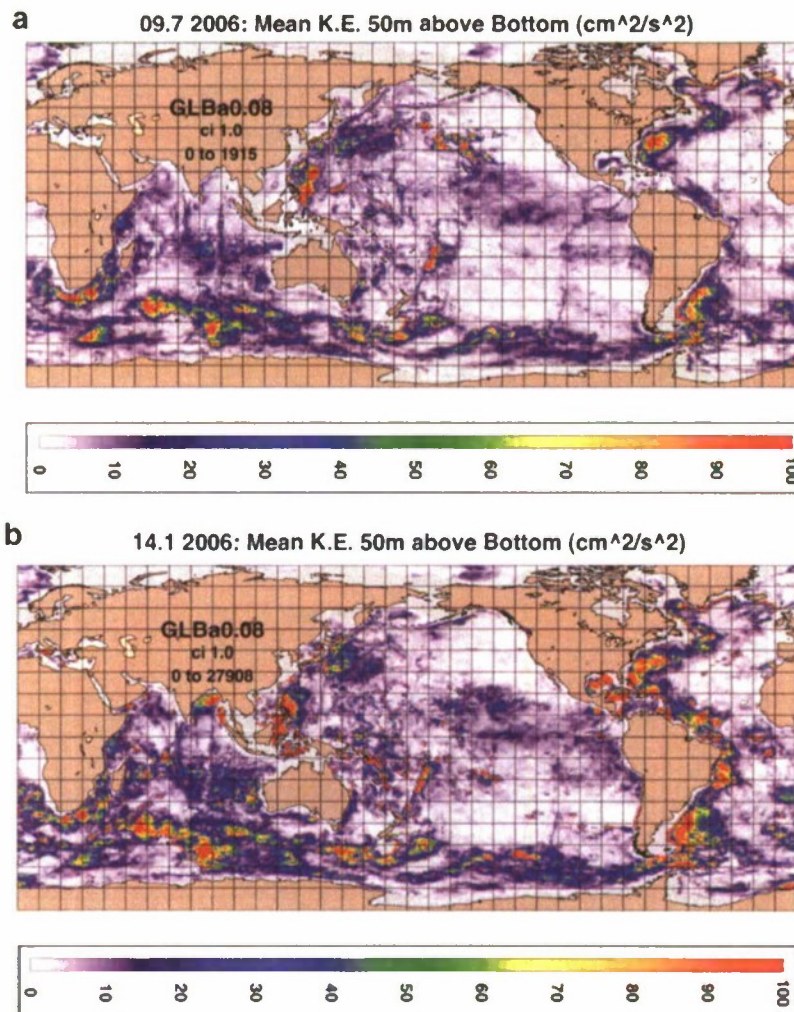 a
09.7 2006: Mean K.E. 50m above Bottom (cm^2/s^2)
GLBa0.08
ci 1.0
0 to 1915
0 10 20 30 40 50 60 70 80 90 100
b
14.1 2006: Mean K.E. 50m above Bottom (cm^2/s^2)
GLBa0.08
ci 1.0
0 to 27908
0 10 20 30 40 50 60 70 80 90 100